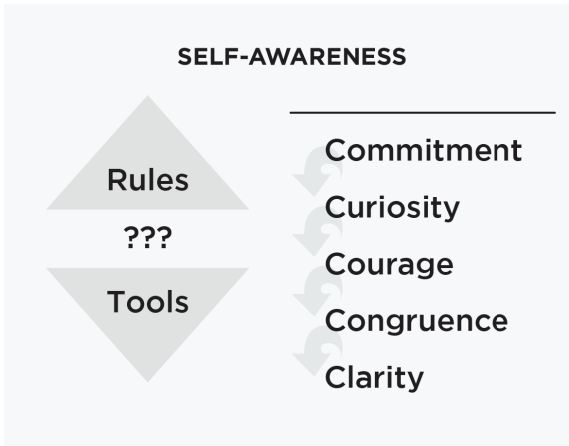 SELF-AWARENESS
Rules
???
Tools
Commitment
Curiosity
Courage
Congruence
Clarity